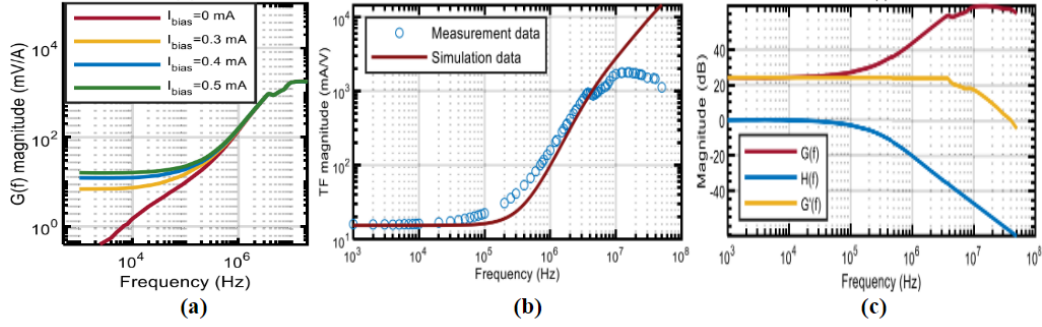 I_bias=0 mA
I_bias=0.3 mA
I_bias=0.4 mA
I_bias=0.5 mA
G(f) magnitude (mV/A)
10^4
10^2
10^0
10^4
10^6
Frequency (Hz)
(a)
Measurement data
Simulation data
TF magnitude (mA/V)
10^4
10^3
10^2
10^1
10^3
10^4
10^5
10^6
10^7
10^8
Frequency (Hz)
(b)
Magnitude (dB)
40
20
0
-20
-40
G(f)
H(f)
G'(f)
10^3
10^4
10^5
10^6
10^7
10^8
Frequency (Hz)
(c)